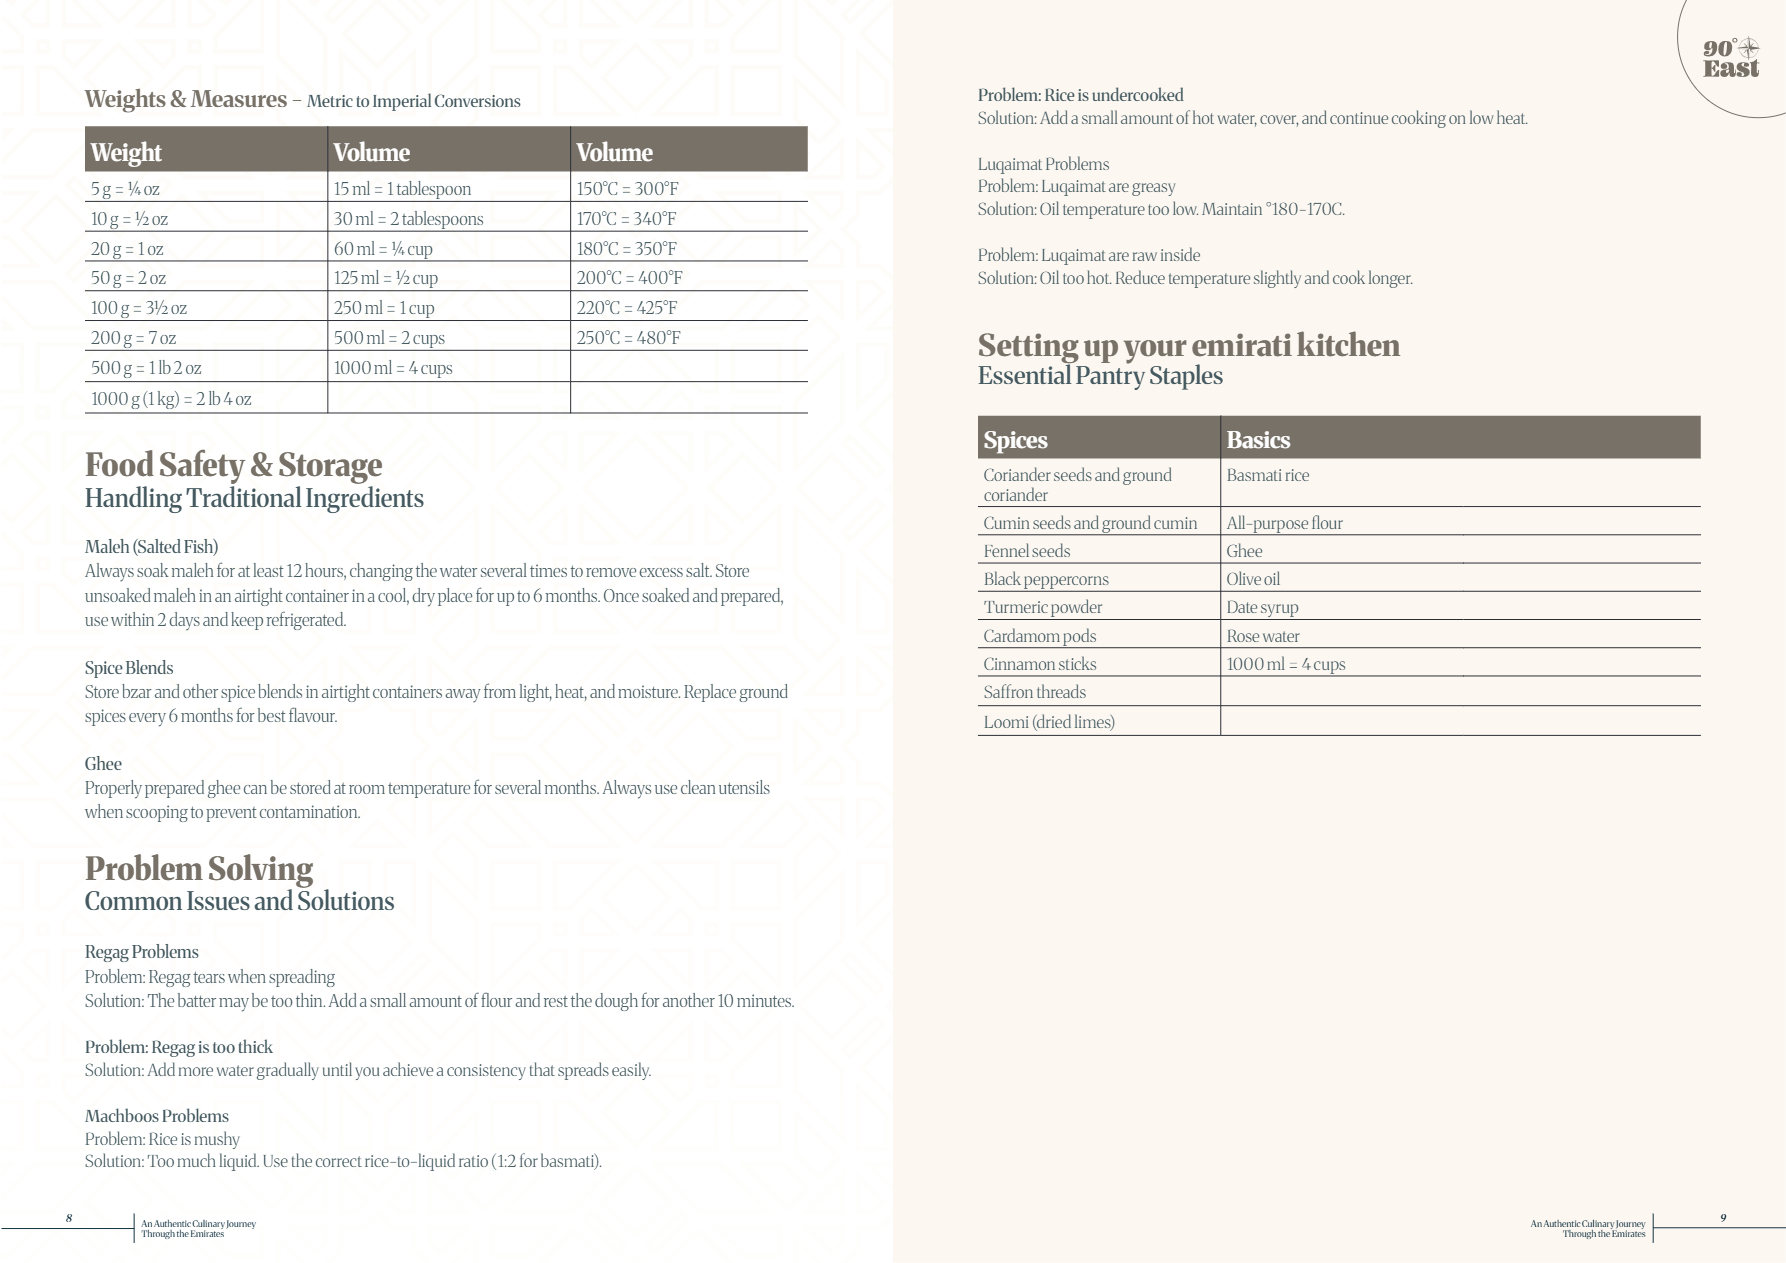 Weights & Measures – Metric to Imperial Conversions
Weight Volume Volume
5 g = ¼ oz 15 ml = 1 tablespoon 150°C = 300°F
10 g = ½ oz 30 ml = 2 tablespoons 170°C = 340°F
20 g = 1 oz 60 ml = ¼ cup 180°C = 350°F
50 g = 2 oz 125 ml = ½ cup 200°C = 400°F
100 g = 3½ oz 250 ml = 1 cup 220°C = 425°F
200 g = 7 oz 500 ml = 2 cups 250°C = 480°F
500 g = 1 lb 2 oz 1000 ml = 4 cups
1000 g (1 kg) = 2 lb 4 oz
Food Safety & Storage
Handling Traditional Ingredients
Maleh (Salted Fish)
Always soak maleh for at least 12 hours, changing the water several times to remove excess salt. Store
unsoaked maleh in an airtight container in a cool, dry place for up to 6 months. Once soaked and prepared,
use within 2 days and keep refrigerated.
Spice Blends
Store bzar and other spice blends in airtight containers away from light, heat, and moisture. Replace ground
spices every 6 months for best flavour.
Ghee
Properly prepared ghee can be stored at room temperature for several months. Always use clean utensils
when scooping to prevent contamination.
Problem Solving
Common Issues and Solutions
Regag Problems
Problem: Regag tears when spreading
Solution: The batter may be too thin. Add a small amount of flour and rest the dough for another 10 minutes.
Problem: Regag is too thick
Solution: Add more water gradually until you achieve a consistency that spreads easily.
Machboos Problems
Problem: Rice is mushy
Solution: Too much liquid. Use the correct rice-to-liquid ratio (1:2 for basmati).
8
An Authentic Culinary Journey
Through the Emirates
90°
East
Problem: Rice is undercooked
Solution: Add a small amount of hot water, cover, and continue cooking on low heat.
Luqaimat Problems
Problem: Luqaimat are greasy
Solution: Oil temperature too low. Maintain °180-170C.
Problem: Luqaimat are raw inside
Solution: Oil too hot. Reduce temperature slightly and cook longer.
Setting up your emirati kitchen
Essential Pantry Staples
Spices Basics
Coriander seeds and ground Basmati rice
coriander
Cumin seeds and ground cumin All-purpose flour
Fennel seeds Ghee
Black peppercorns Olive oil
Turmeric powder Date syrup
Cardamom pods Rose water
Cinnamon sticks 1000 ml = 4 cups
Saffron threads
Loomi (dried limes)
An Authentic Culinary Journey
Through the Emirates
9